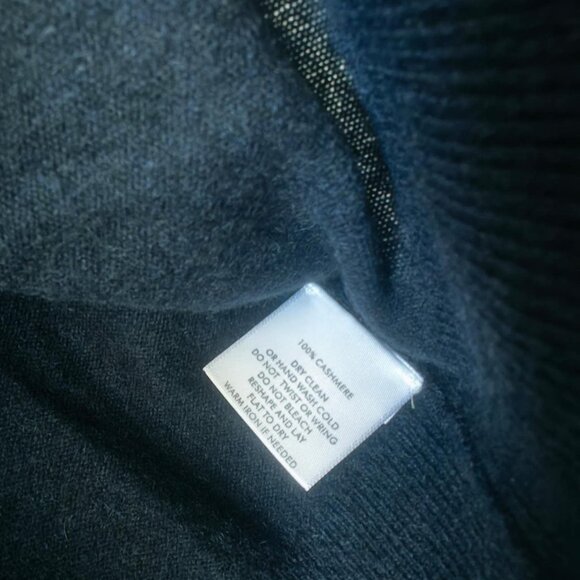 100% CASHMERE
DRY CLEAN
OR HAND WASH COLD
DO NOT TWIST OR WRING
DO NOT BLEACH
RESHAPE AND LAY
FLAT TO DRY
WARM IRON IF NEEDED